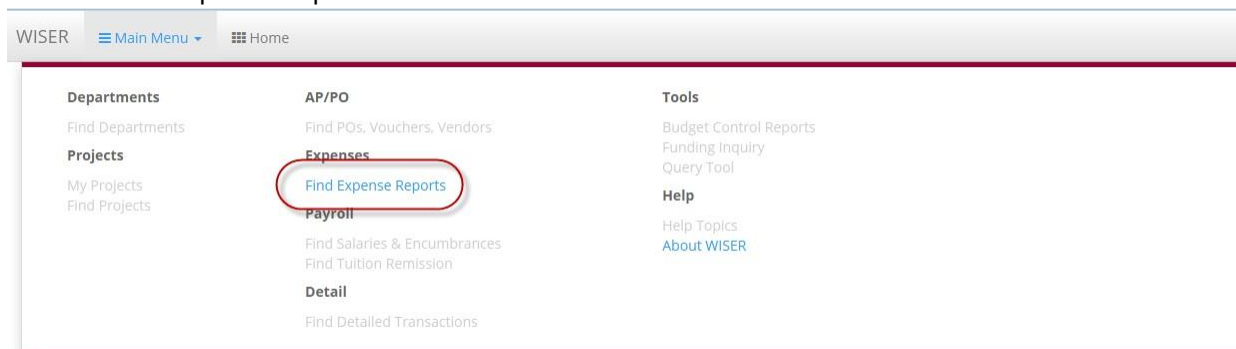 WISER Main Menu Home
Departments
Find Departments
Projects
My Projects
Find Projects
AP/PO
Find POs, Vouchers, Vendors
Expenses
Find Expense Reports
Payroll
Find Salaries & Encumbrances
Find Tuition Remission
Detail
Find Detailed Transactions
Tools
Budget Control Reports
Funding Inquiry
Query Tool
Help
Help Topics
About WISER